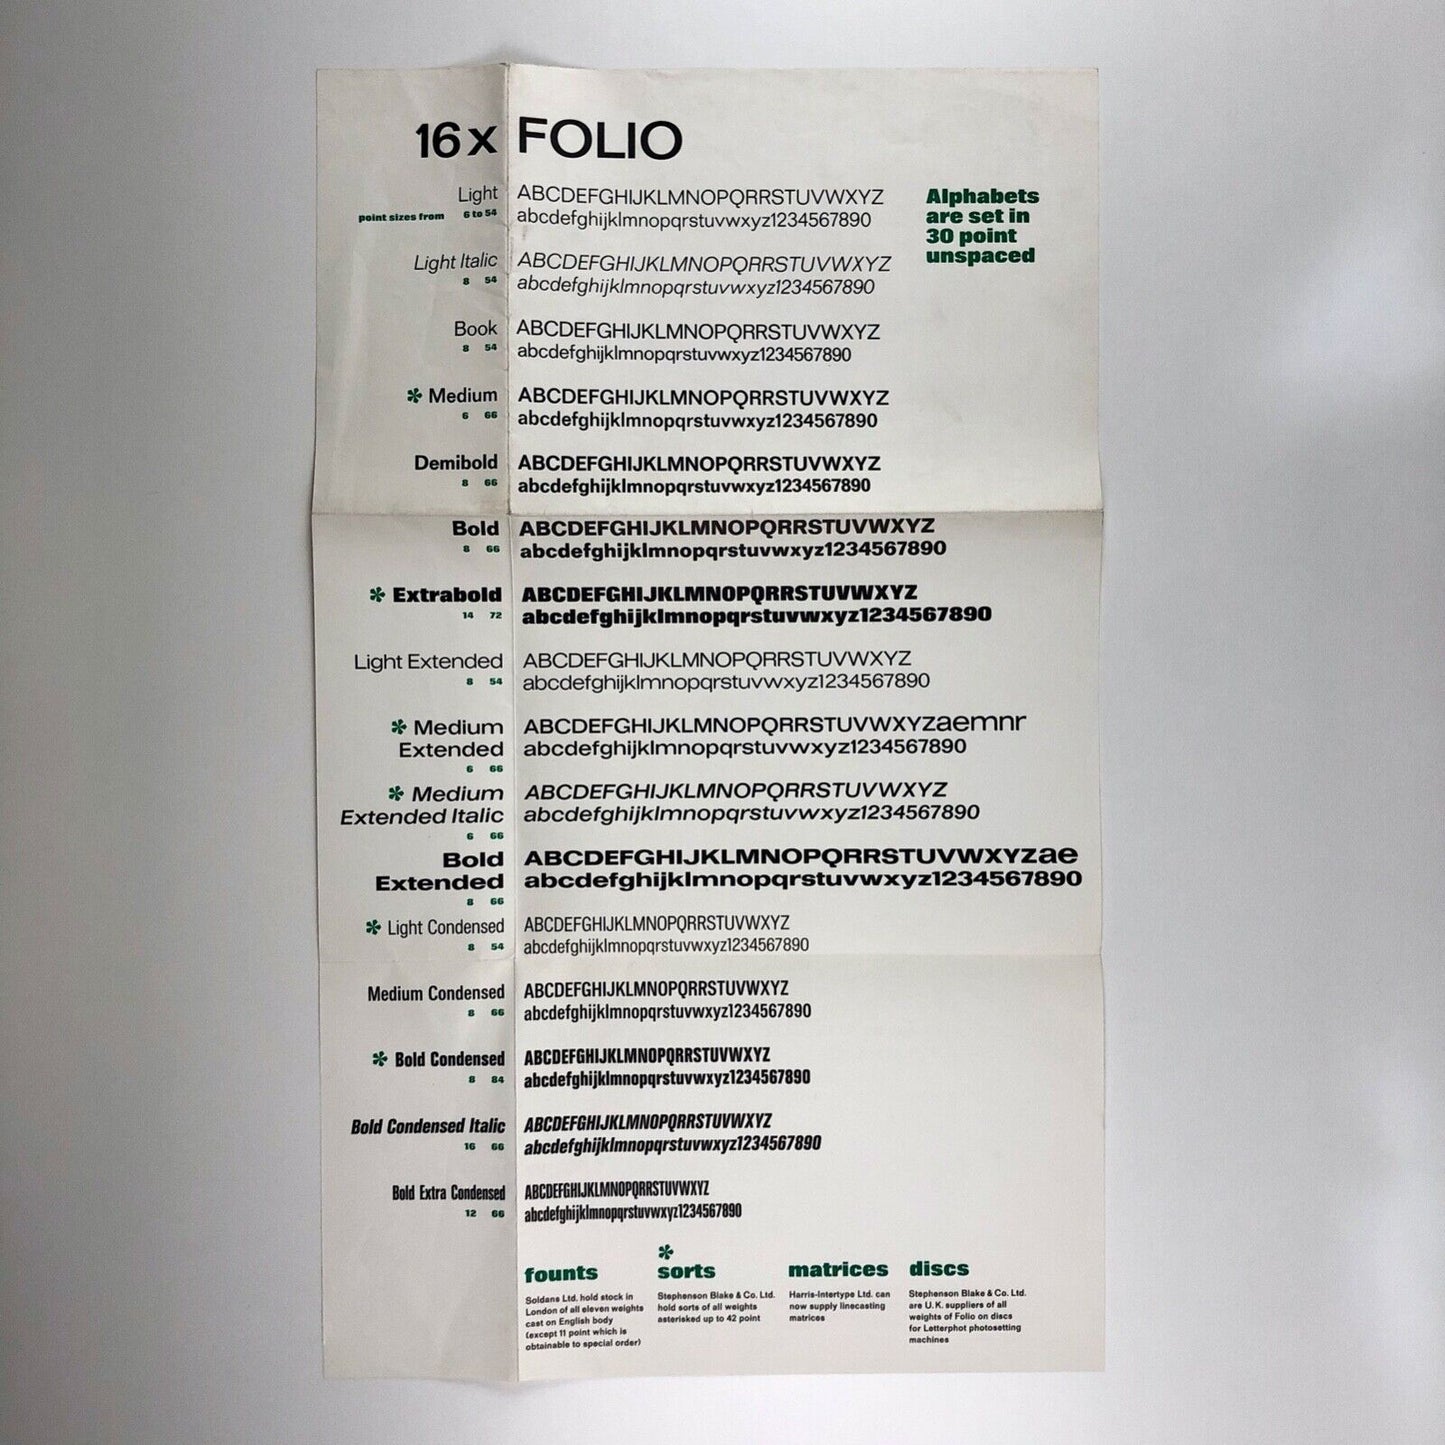 16x FOLIO
Light ABCDEFGHIJKLMNOPQRRSTUVWXYZ
point sizes from 6 to 54 abcdefghijklmnopqrstuvwxyz1234567890
Alphabets
are set in
30 point
unspaced
Light Italic ABCDEFGHIJKLMNOPQRRSTUVWXYZ
8 54 abcdefghijklmnopqrstuvwxyz1234567890
Book ABCDEFGHIJKLMNOPQRRSTUVWXYZ
8 54 abcdefghijklmnopqrstuvwxyz1234567890
* Medium ABCDEFGHIJKLMNOPQRRSTUVWXYZ
6 66 abcdefghijklmnopqrstuvwxyz1234567890
Demibold ABCDEFGHIJKLMNOPQRRSTUVWXYZ
8 66 abcdefghijklmnopqrstuvwxyz1234567890
Bold ABCDEFGHIJKLMNOPQRRSTUVWXYZ
8 66 abcdefghijklmnopqrstuvwxyz1234567890
* Extrabold ABCDEFGHIJKLMNOPQRRSTUVWXYZ
14 72 abcdefghijklmnopqrstuvwxyz1234567890
Light Extended ABCDEFGHIJKLMNOPQRRSTUVWXYZ
8 54 abcdefghijklmnopqrstuvwxyz1234567890
* Medium ABCDEFGHIJKLMNOPQRRSTUVWXYZaemnr
Extended abcdefghijklmnopqrstuvwxyz1234567890
6 66
* Medium ABCDEFGHIJKLMNOPQRRSTUVWXYZ
Extended Italic abcdefghijklmnopqrstuvwxyz1234567890
6 66
Bold ABCDEFGHIJKLMNOPQRRSTUVWXYZae
Extended abcdefghijklmnopqrstuvwxyz1234567890
8 66
* Light Condensed ABCDEFGHIJKLMNOPQRRSTUVWXYZ
8 54 abcdefghijklmnopqrstuvwxyz1234567890
Medium Condensed ABCDEFGHIJKLMNOPQRRSTUVWXYZ
8 66 abcdefghijklmnopqrstuvwxyz1234567890
* Bold Condensed ABCDEFGHIJKLMNOPQRRSTUVWXYZ
8 84 abcdefghijklmnopqrstuvwxyz1234567890
Bold Condensed Italic ABCDEFGHIJKLMNOPQRRSTUVWXYZ
16 66 abcdefghijklmnopqrstuvwxyz1234567890
Bold Extra Condensed ABCDEFGHIJKLMNOPQRSTUVWXYZ
12 66 abcdefghijklmnopqrstuvwxyz1234567890
founts
Soldans Ltd. hold stock in
London of all eleven weights
cast on English body
(except 11 point which is
obtainable to special order)
*
sorts
Stephenson Blake & Co. Ltd.
hold sorts of all weights
asterisked up to 42 point
matrices
Harris-Intertype Ltd. can
now supply linecasting
matrices
discs
Stephenson Blake & Co. Ltd.
are U.K. suppliers of all
weights of Folio on discs
for Letterphot photosetting
machines